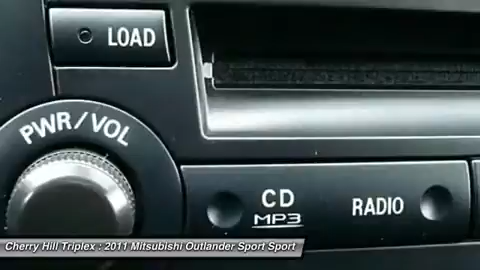 LOAD
PWR/VOL
CD
MP3
RADIO
Cherry Hill Triplex : 2011 Mitsubishi Outlander Sport Sport